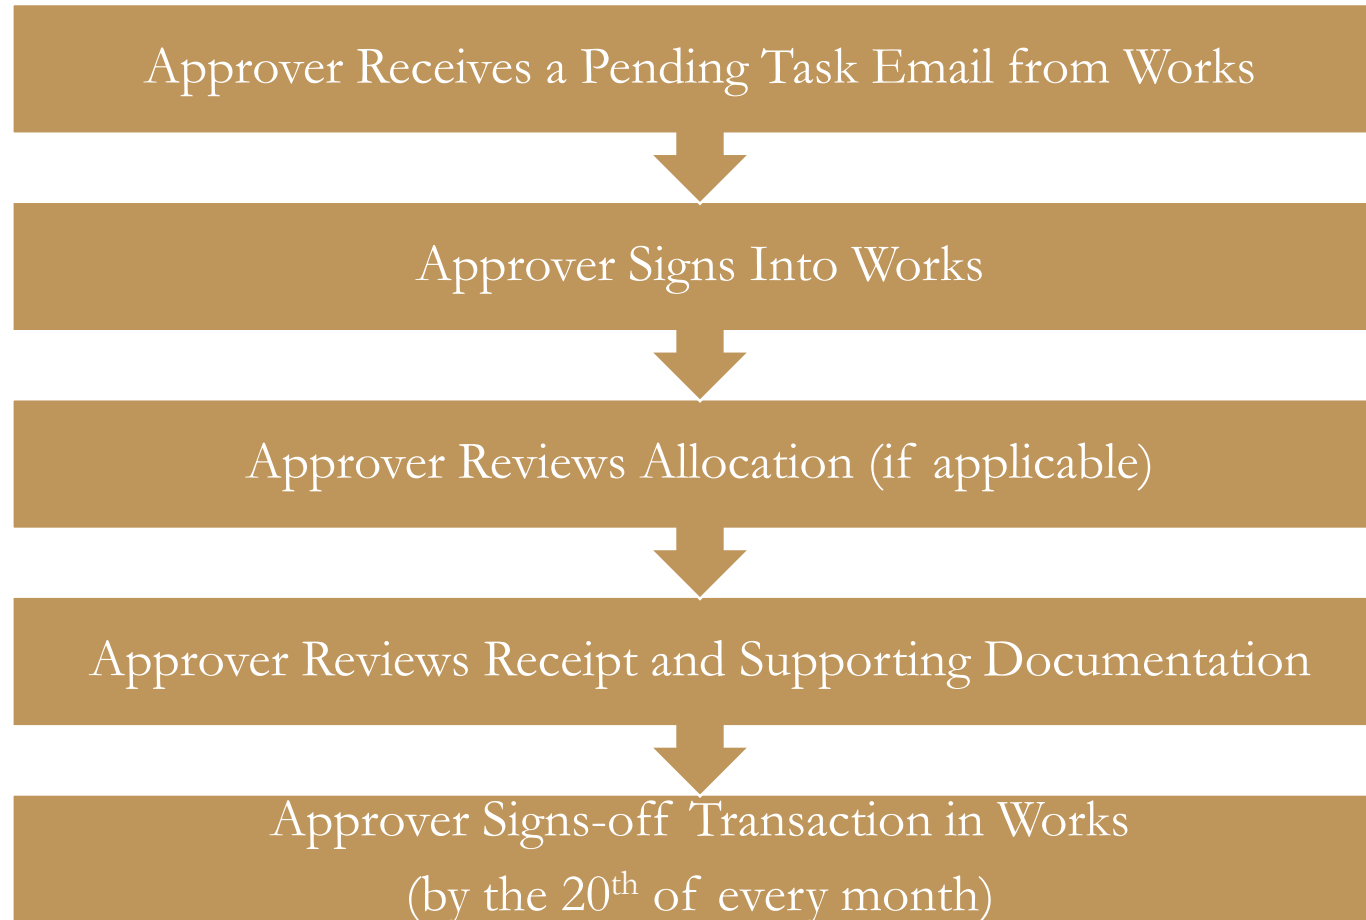 Approver Receives a Pending Task Email from Works
Approver Signs Into Works
Approver Reviews Allocation (if applicable)
Approver Reviews Receipt and Supporting Documentation
Approver Signs-off Transaction in Works
(by the 20th of every month)